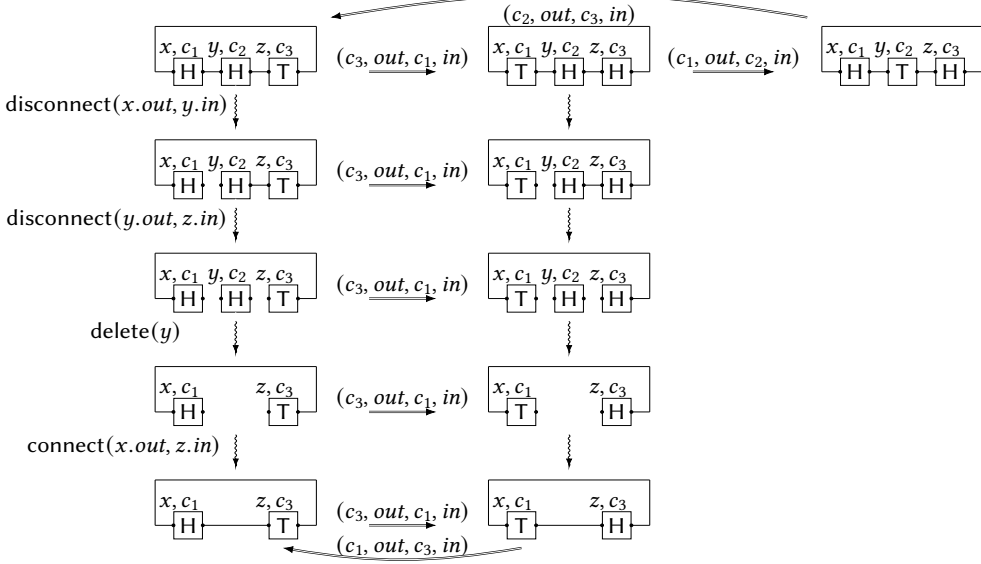 (c₂, out, c₃, in)
x, c₁ y, c₂ z, c₃ (c₃, out, c₁, in) x, c₁ y, c₂ z, c₃ (c₁, out, c₂, in) x, c₁ y, c₂ z, c₃
H H T T H H H T H
disconnect(x.out, y.in)
x, c₁ y, c₂ z, c₃ (c₃, out, c₁, in) x, c₁ y, c₂ z, c₃
H H T T H H
disconnect(y.out, z.in)
x, c₁ y, c₂ z, c₃ (c₃, out, c₁, in) x, c₁ y, c₂ z, c₃
H H T T H H
delete(y)
x, c₁ z, c₃ (c₃, out, c₁, in) x, c₁ z, c₃
H T T H
connect(x.out, z.in)
x, c₁ z, c₃ (c₃, out, c₁, in) x, c₁ z, c₃
H T T H
(c₁, out, c₃, in)